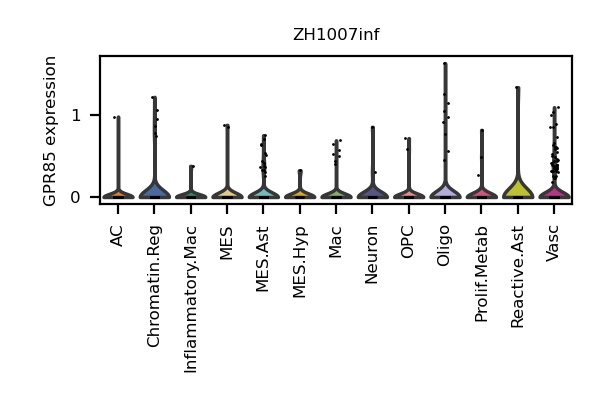 ZH1007inf
GPR85 expression
1
0
AC
Chromatin.Reg
Inflammatory.Mac
MES
MES.Ast
MES.Hyp
Mac
Neuron
OPC
Oligo
Prolif.Metab
Reactive.Ast
Vasc